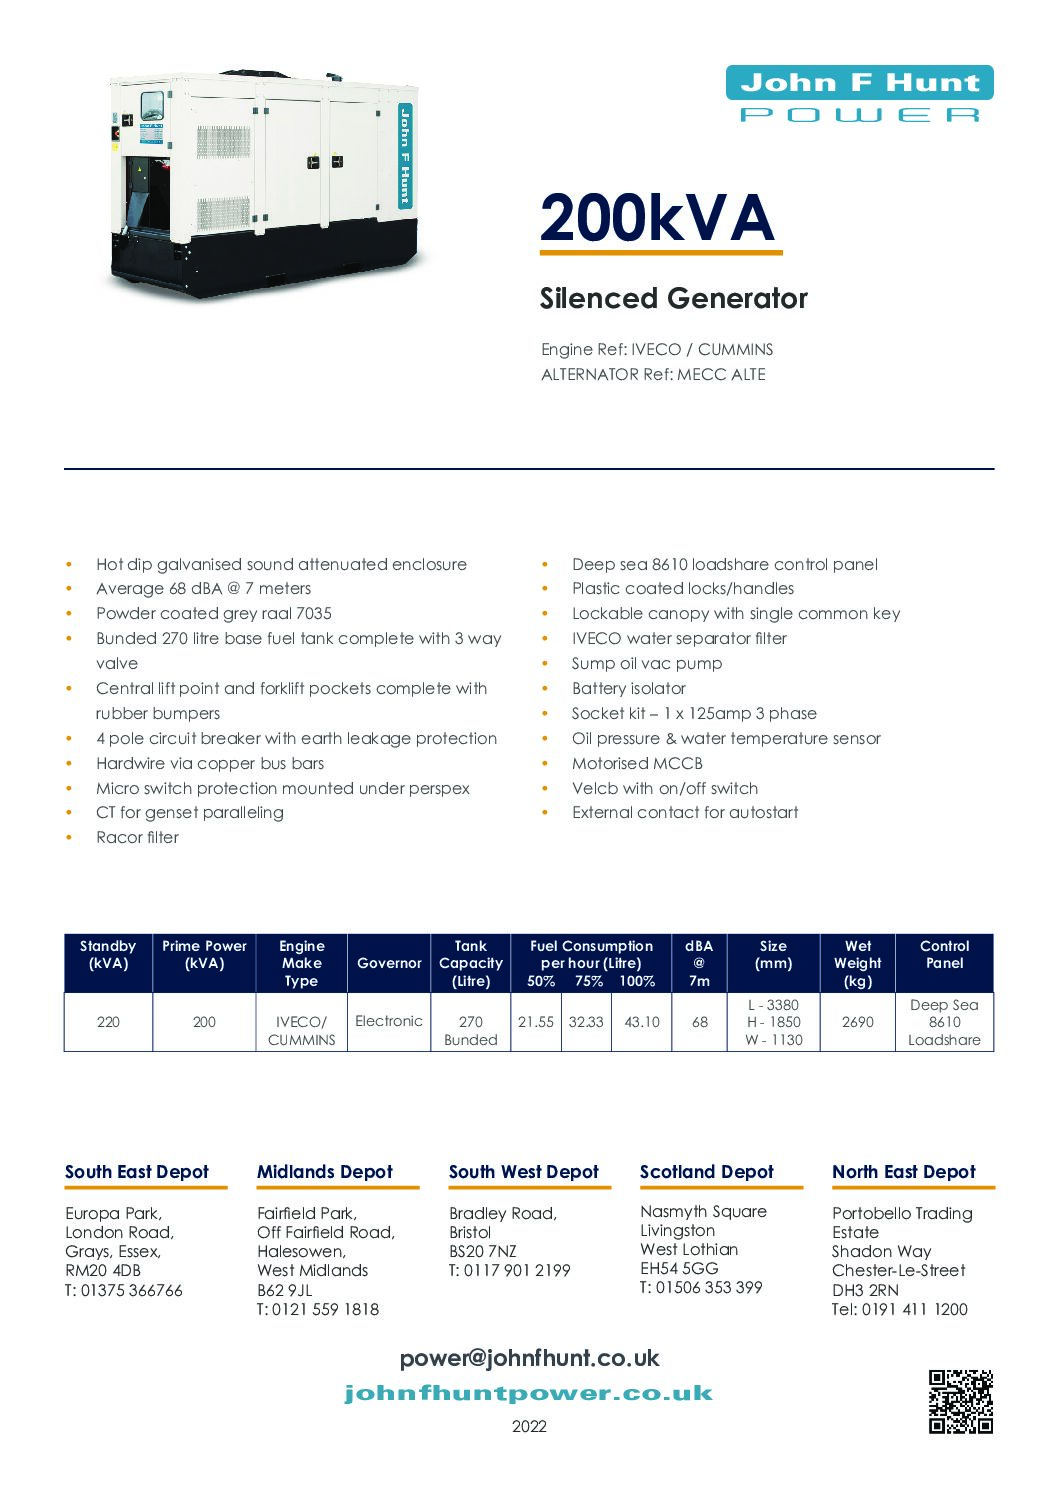 John F Hunt
POWER
John F Hunt
200kVA
Silenced Generator
Engine Ref: IVECO / CUMMINS
ALTERNATOR Ref: MECC ALTE
• Hot dip galvanised sound attenuated enclosure
• Average 68 dBA @ 7 meters
• Powder coated grey raal 7035
• Bunded 270 litre base fuel tank complete with 3 way
valve
• Central lift point and forklift pockets complete with
rubber bumpers
• 4 pole circuit breaker with earth leakage protection
• Hardwire via copper bus bars
• Micro switch protection mounted under perspex
• CT for genset paralleling
• Racor filter
• Deep sea 8610 loadshare control panel
• Plastic coated locks/handles
• Lockable canopy with single common key
• IVECO water separator filter
• Sump oil vac pump
• Battery isolator
• Socket kit – 1 x 125amp 3 phase
• Oil pressure & water temperature sensor
• Motorised MCCB
• Velcb with on/off switch
• External contact for autostart
Standby
(kVA)
Prime Power
(kVA)
Engine
Make
Type
Governor
Tank
Capacity
(Litre)
Fuel Consumption
per hour (Litre)
50% 75% 100%
dBA
@
7m
Size
(mm)
Wet
Weight
(kg)
Control
Panel
220
200
IVECO/
CUMMINS
Electronic
270
Bunded
21.55
32.33
43.10
68
L - 3380
H - 1850
W - 1130
2690
Deep Sea
8610
Loadshare
South East Depot
Europa Park,
London Road,
Grays, Essex,
RM20 4DB
T: 01375 366766
Midlands Depot
Fairfield Park,
Off Fairfield Road,
Halesowen,
West Midlands
B62 9JL
T: 0121 559 1818
South West Depot
Bradley Road,
Bristol
BS20 7NZ
T: 0117 901 2199
Scotland Depot
Nasmyth Square
Livingston
West Lothian
EH54 5GG
T: 01506 353 399
North East Depot
Portobello Trading
Estate
Shadon Way
Chester-Le-Street
DH3 2RN
Tel: 0191 411 1200
power@johnfhunt.co.uk
johnfhuntpower.co.uk
2022